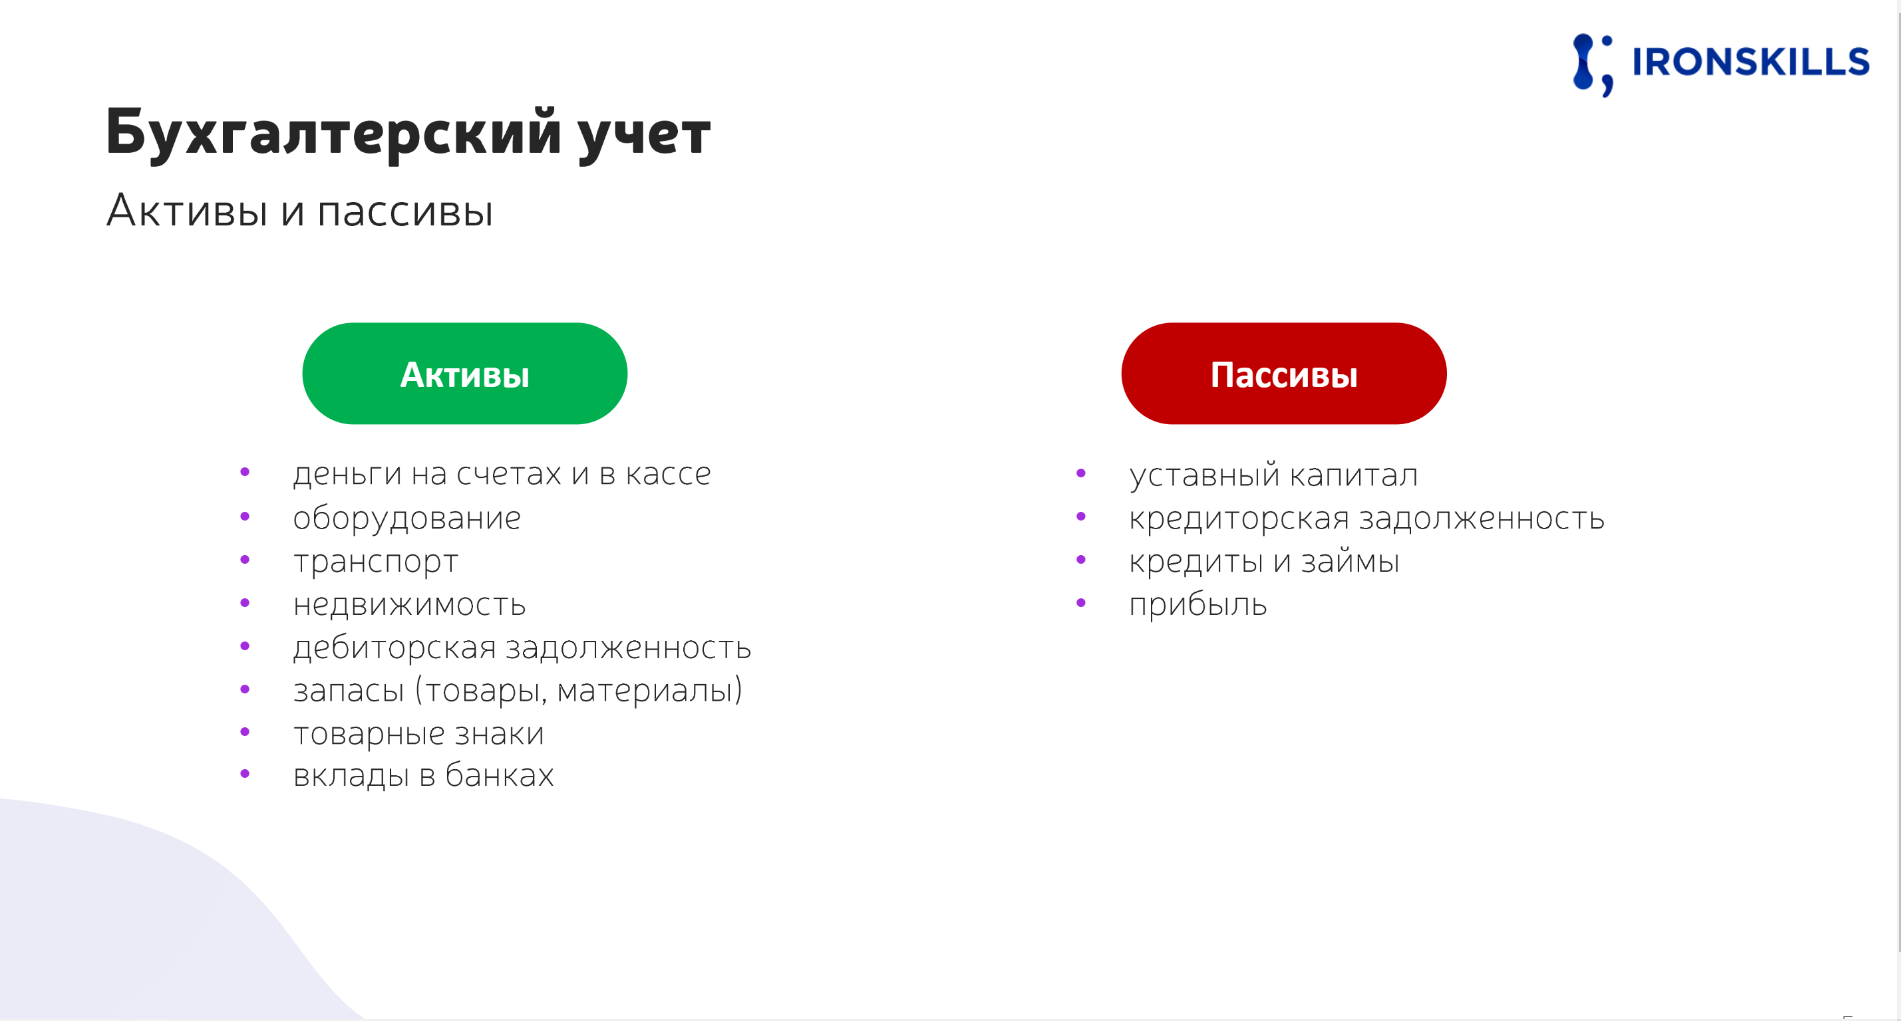 IRONSKILLS
Бухгалтерский учет
Активы и пассивы
Активы
• деньги на счетах и в кассе
• оборудование
• транспорт
• недвижимость
• дебиторская задолженность
• запасы (товары, материалы)
• товарные знаки
• вклады в банках
Пассивы
• уставный капитал
• кредиторская задолженность
• кредиты и займы
• прибыль